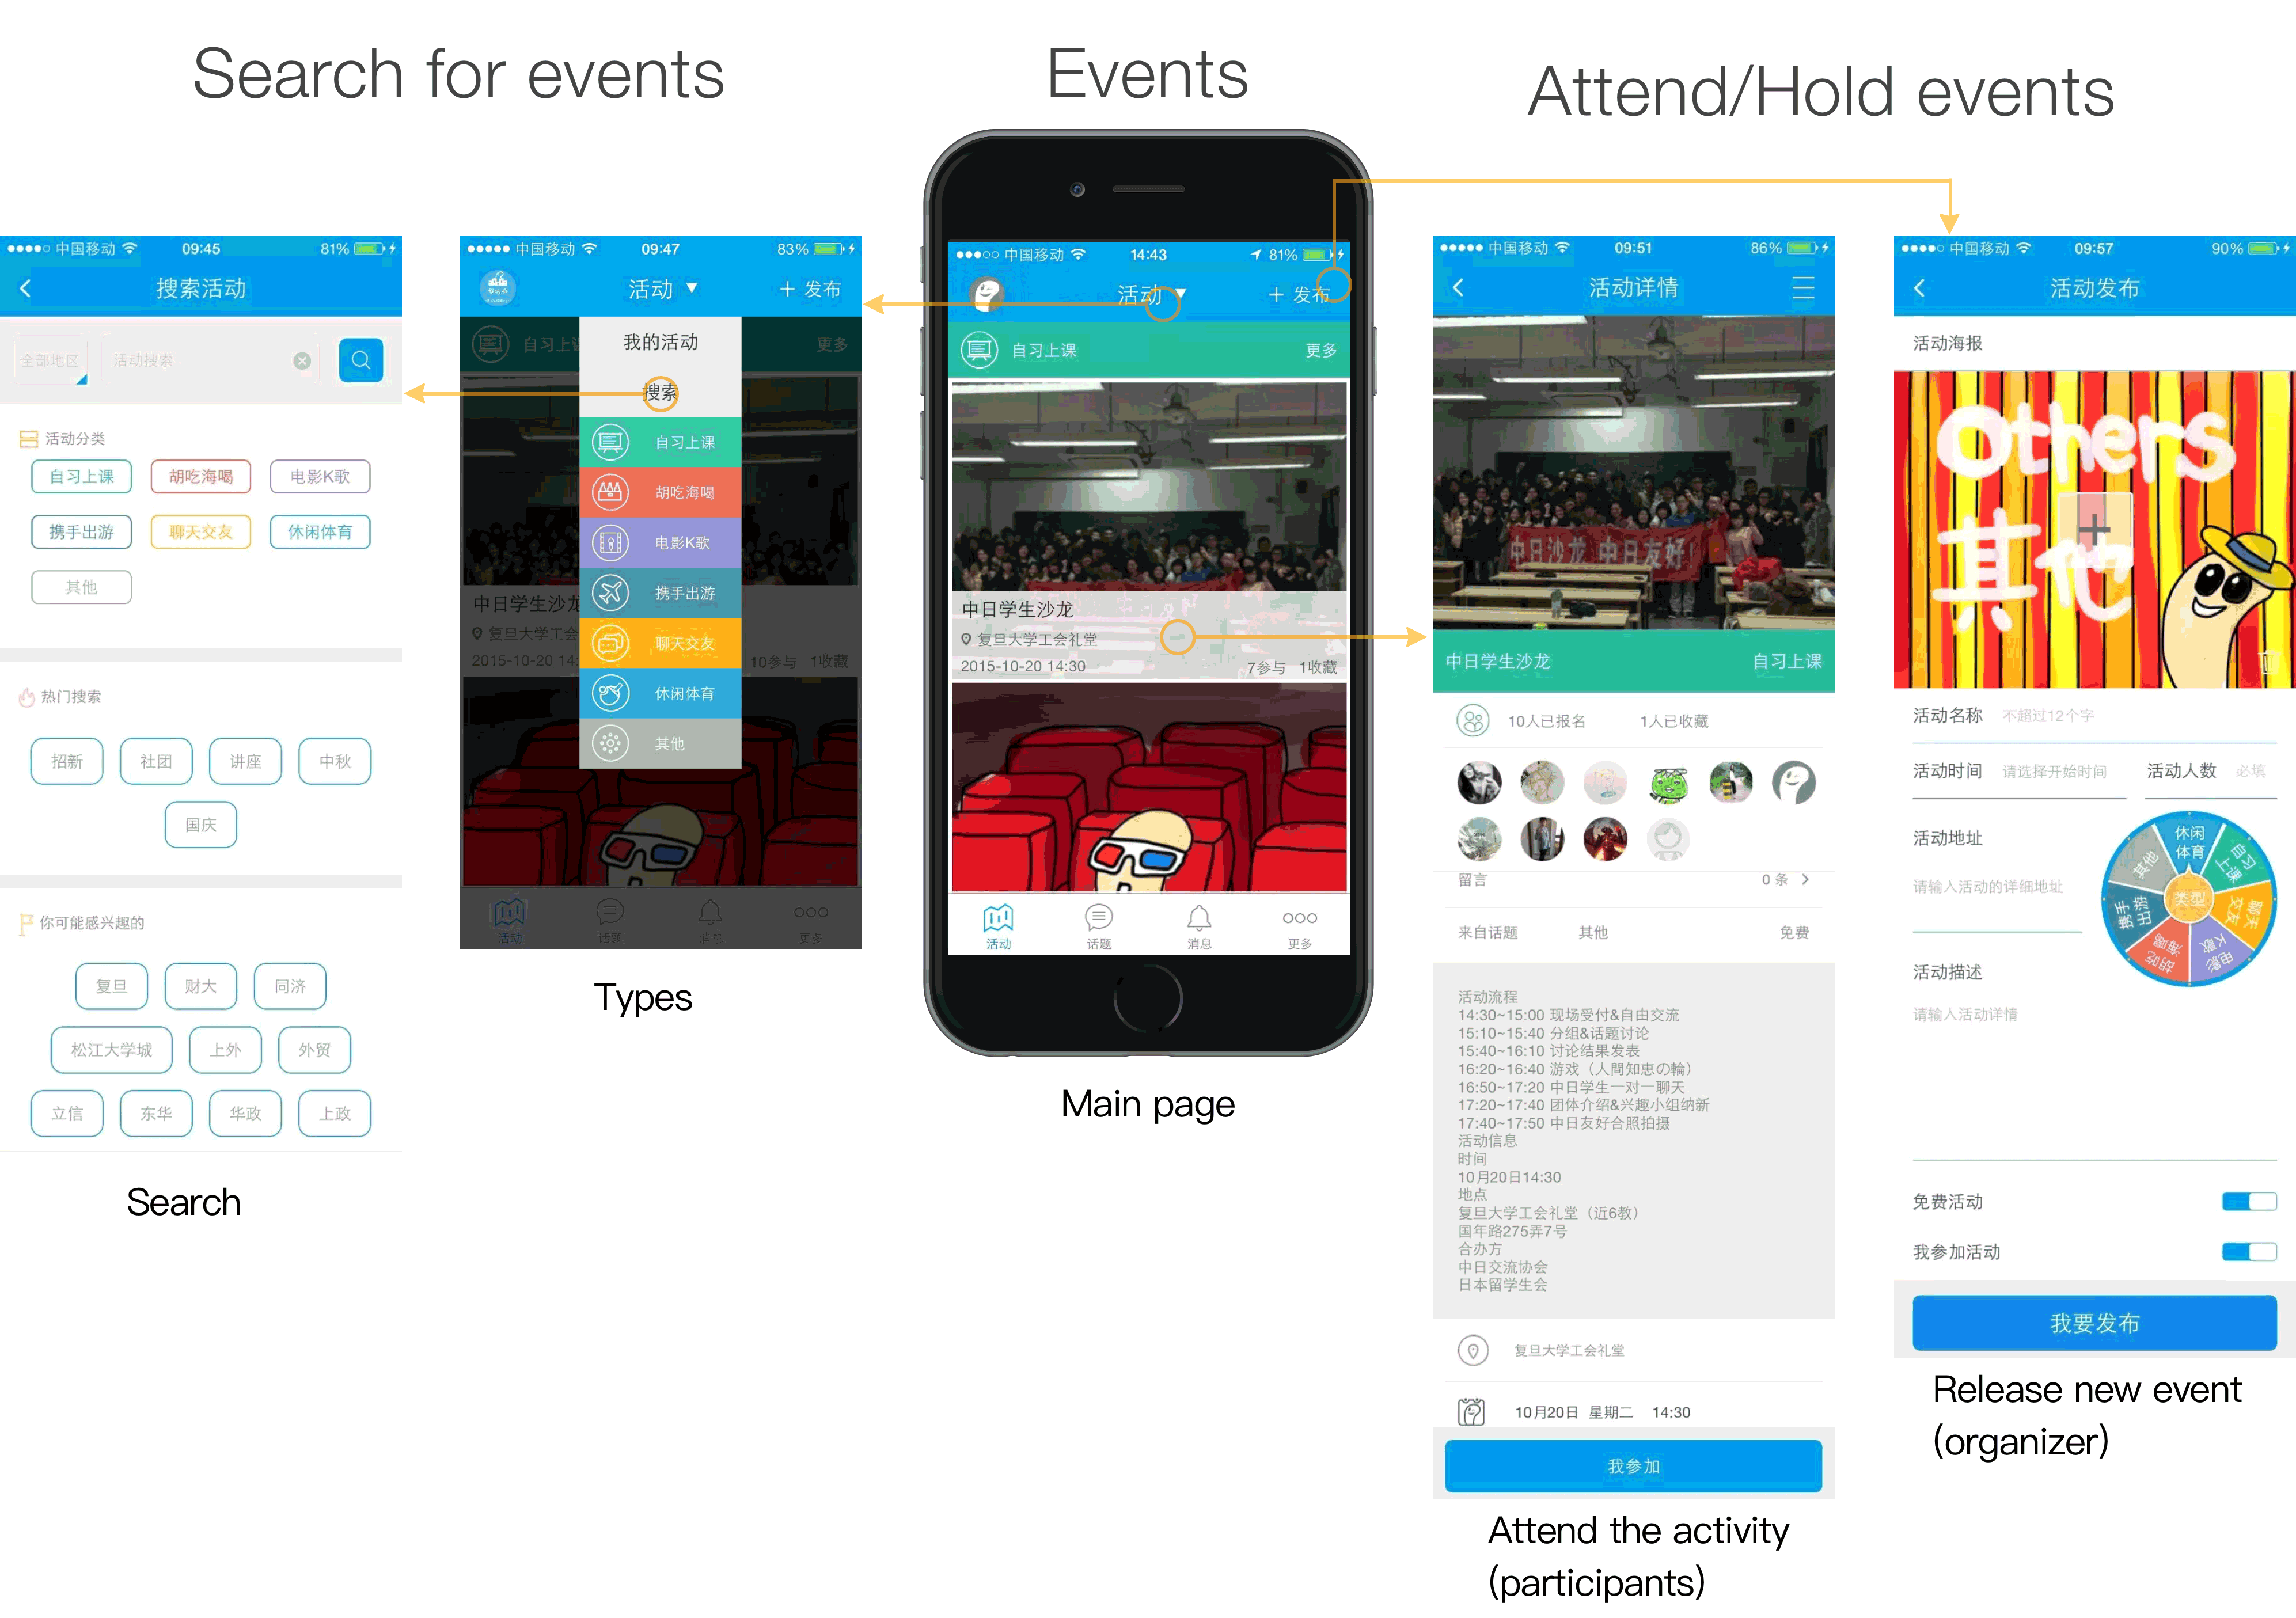 Search for events
Events
Attend/Hold events
中国移动 09:45 81%
搜索活动
全部地区 活动搜索
活动分类
自习上课 胡吃海喝 电影K歌
携手出游 聊天交友 休闲体育
其他
热门搜索
招新 社团 讲座 中秋
国庆
你可能感兴趣的
复旦 财大 同济
松江大学城 上外 外贸
立信 东华 华政 上政
Search
中国移动 09:47 83%
活动 ▼ + 发布
自习上课 更多
我的活动
搜索
自习上课
胡吃海喝
电影K歌
携手出游
聊天交友
休闲体育
其他
中日学生沙龙
复旦大学工会
2015-10-20 14: 10参与 1收藏
活动 话题 消息 更多
Types
中国移动 14:43 81%
活动 ▼ + 发布
自习上课 更多
中日沙龙 中日友好!
中日学生沙龙
复旦大学工会礼堂
2015-10-20 14:30 7参与 1收藏
活动 话题 消息 更多
Main page
中国移动 09:51 86%
活动详情
中日沙龙 中日友好!
中日学生沙龙 自习上课
10人已报名 1人已收藏
留言 0 条
来自话题 其他 免费
活动流程
14:30~15:00 现场受付&自由交流
15:10~15:40 分组&话题讨论
15:40~16:10 讨论结果发表
16:20~16:40 游戏（人間知恵の輪）
16:50~17:20 中日学生一对一聊天
17:20~17:40 团体介绍&兴趣小组纳新
17:40~17:50 中日友好合照拍摄
活动信息
时间
10月20日14:30
地点
复旦大学工会礼堂（近6教）
国年路275弄7号
合办方
中日交流协会
日本留学生会
复旦大学工会礼堂
10月20日 星期二 14:30
我参加
Attend the activity
(participants)
中国移动 09:57 90%
活动发布
活动海报
Others
其他
活动名称 不超过12个字
活动时间 请选择开始时间 活动人数 必填
活动地址
请输入活动的详细地址
类型
休闲体育
自习上课
聊天交友
电影K歌
胡吃海喝
携手出游
其他
活动描述
请输入活动详情
免费活动
我参加活动
我要发布
Release new event
(organizer)